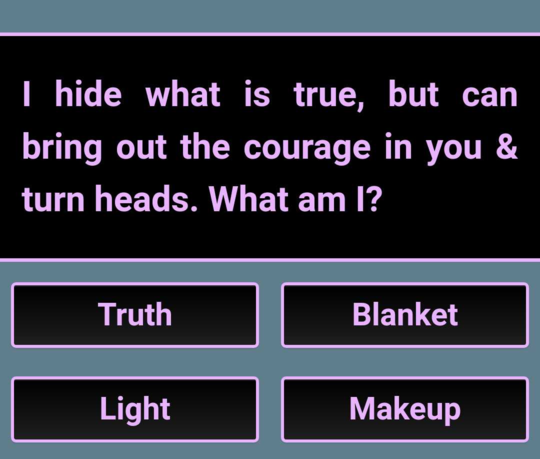 I hide what is true, but can
bring out the courage in you &
turn heads. What am I?
Truth
Blanket
Light
Makeup